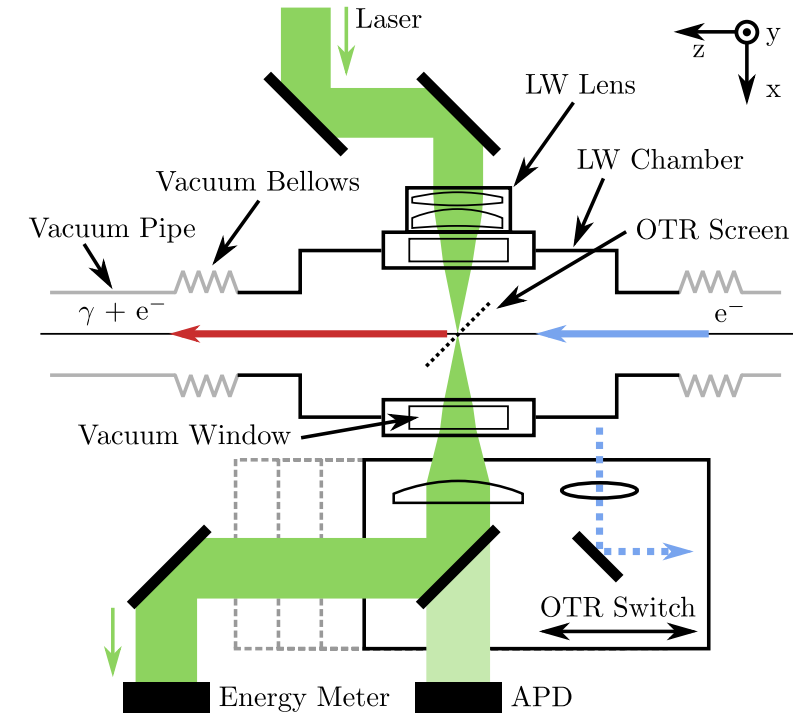 Laser
y
z
x
LW Lens
LW Chamber
Vacuum Bellows
Vacuum Pipe
OTR Screen
γ + e⁻
e⁻
Vacuum Window
OTR Switch
Energy Meter
APD